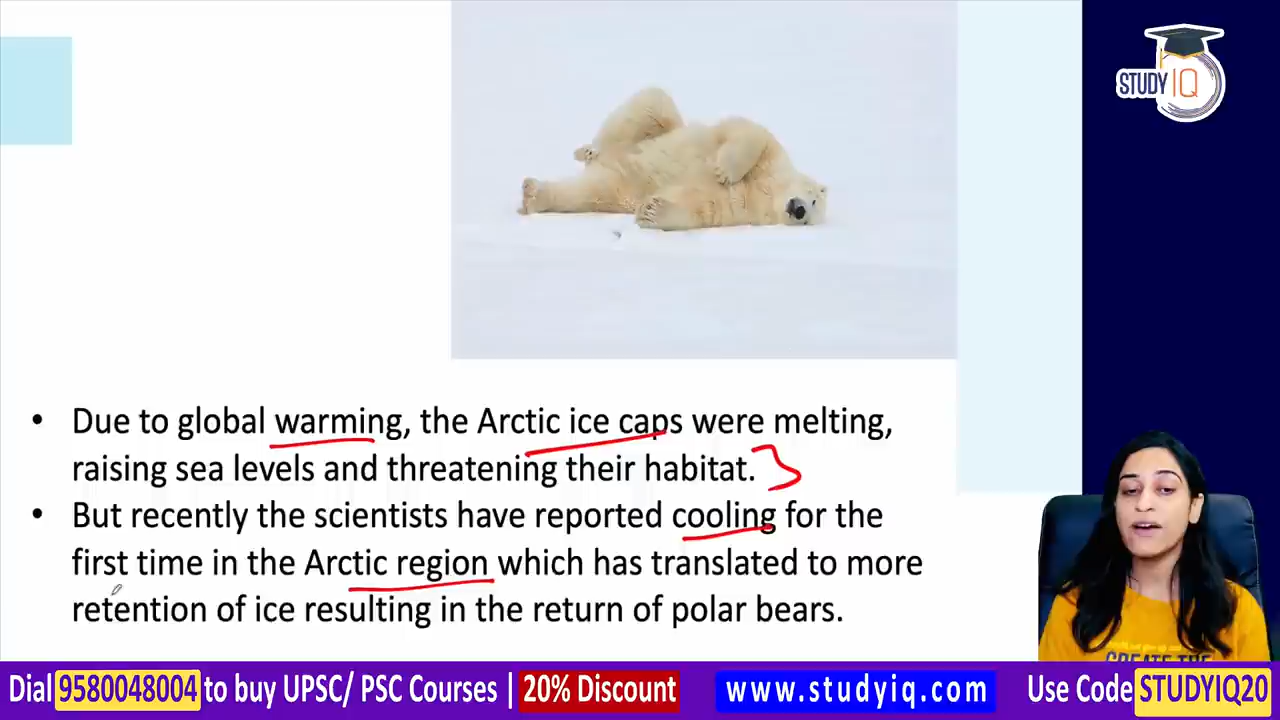 STUDY IQ
• Due to global warming, the Arctic ice caps were melting,
raising sea levels and threatening their habitat.
• But recently the scientists have reported cooling for the
first time in the Arctic region which has translated to more
retention of ice resulting in the return of polar bears.
CREATE THE
Dial 9580048004 to buy UPSC/ PSC Courses | 20% Discount www.studyiq.com Use Code STUDYIQ20